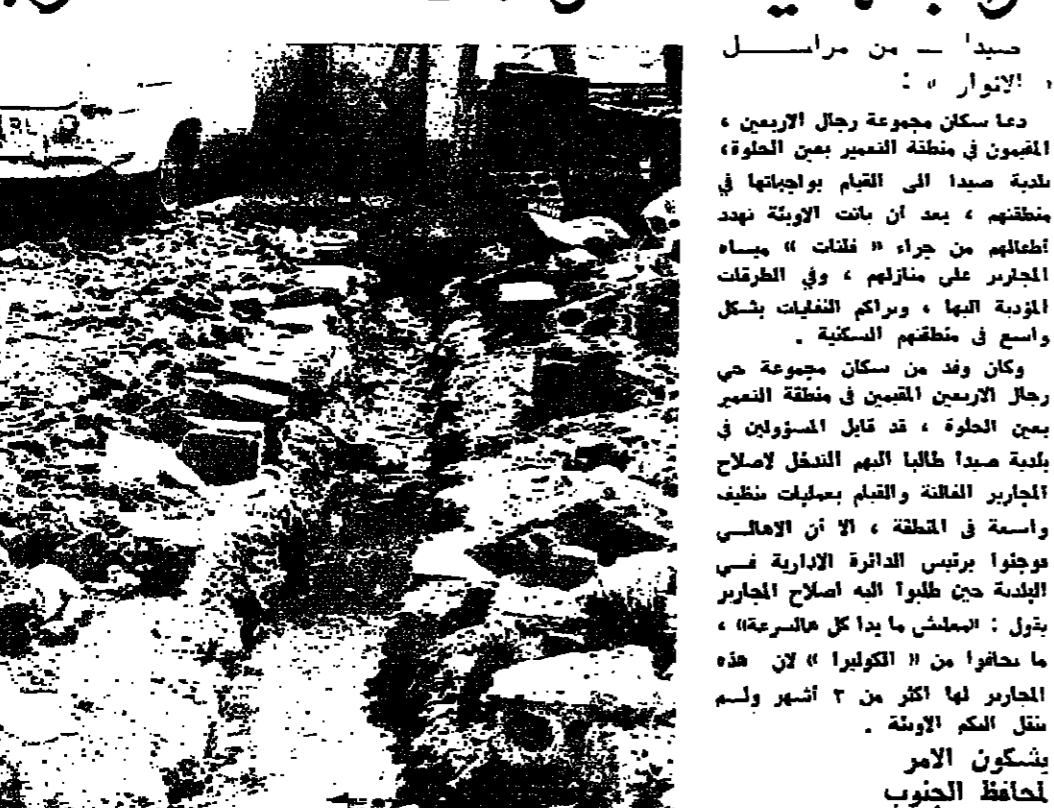 صيدا — من مراسل
« الانوار » :
دعا سكان مجموعة رجال الاربعين ،
المقيمون في منطقة التعمير بعين الحلوة،
بلدية صيدا الى القيام بواجباتها في
منطقتهم ، بعد أن باتت الاوبئة تهدد
أطفالهم من جراء « فلتات » مياه
المجارير على منازلهم ، وفي الطرقات
المؤدية اليها ، وتراكم النفايات بشكل
واسع في منطقتهم السكنية .
وكان وفد من سكان مجموعة حي
رجال الاربعين المقيمين في منطقة التعمير
بعين الحلوة ، قد قابل المسؤولين في
بلدية صيدا طالبا اليهم التدخل لاصلاح
المجارير الفالتة والقيام بعمليات تنظيف
واسعة في المنطقة ، الا أن الاهالي
فوجئوا برئيس الدائرة الادارية في
البلدية حين طلبوا اليه اصلاح المجارير
يقول : «معلشي ما بدا كل هالسرعة» ،
ما تخافوا من « الكوليرا » لان هذه
المجارير لها اكثر من ٣ أشهر ولم
تنقل اليكم الاوبئة .
يشكون الامر
لمحافظ الجنوب